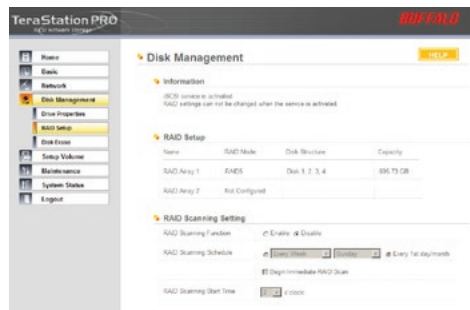 TeraStation PRO
BUFFALO
Home
Basic
Network
Disk Management
Drive Properties
RAID Setup
Disk Erase
Setup Volume
Maintenance
System Status
Logout
Disk Management
HELP
Information
iSCSI service is activated
RAID settings can not be changed when the service is activated.
RAID Setup
Name RAID Mode Disk Structure Capacity
RAID Array 1 RAID5 Disk 1, 2, 3, 4
RAID Array 2 Not Configured
RAID Scanning Setting
RAID Scanning Function Enable Disable
RAID Scanning Schedule Every Week Sunday Every 1st day/month
Begin Immediate RAID Scan
RAID Scanning Start Time o'clock